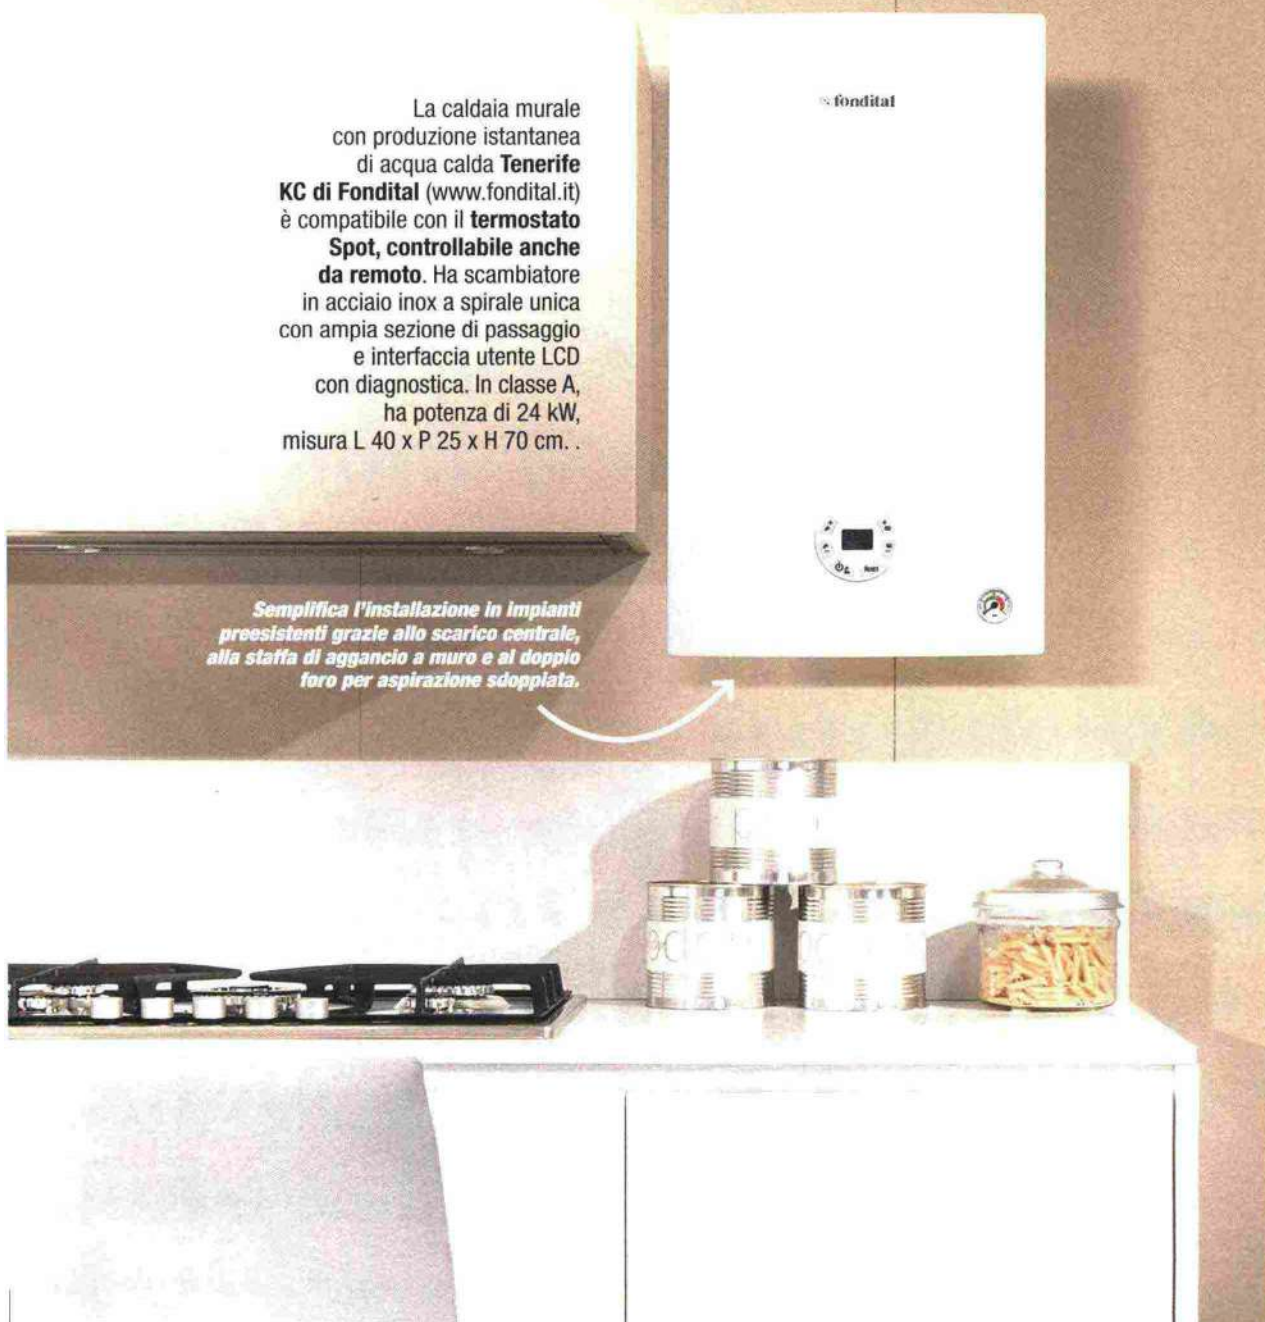 La caldaia murale
con produzione istantanea
di acqua calda Tenerife
KC di Fondital (www.fondital.it)
è compatibile con il termostato
Spot, controllabile anche
da remoto. Ha scambiatore
in acciaio inox a spirale unica
con ampia sezione di passaggio
e interfaccia utente LCD
con diagnostica. In classe A,
ha potenza di 24 kW,
misura L 40 x P 25 x H 70 cm. .
fondital
Reset
Semplifica l'installazione in impianti
preesistenti grazie allo scarico centrale,
alla staffa di aggancio a muro e al doppio
foro per aspirazione sdoppiata.